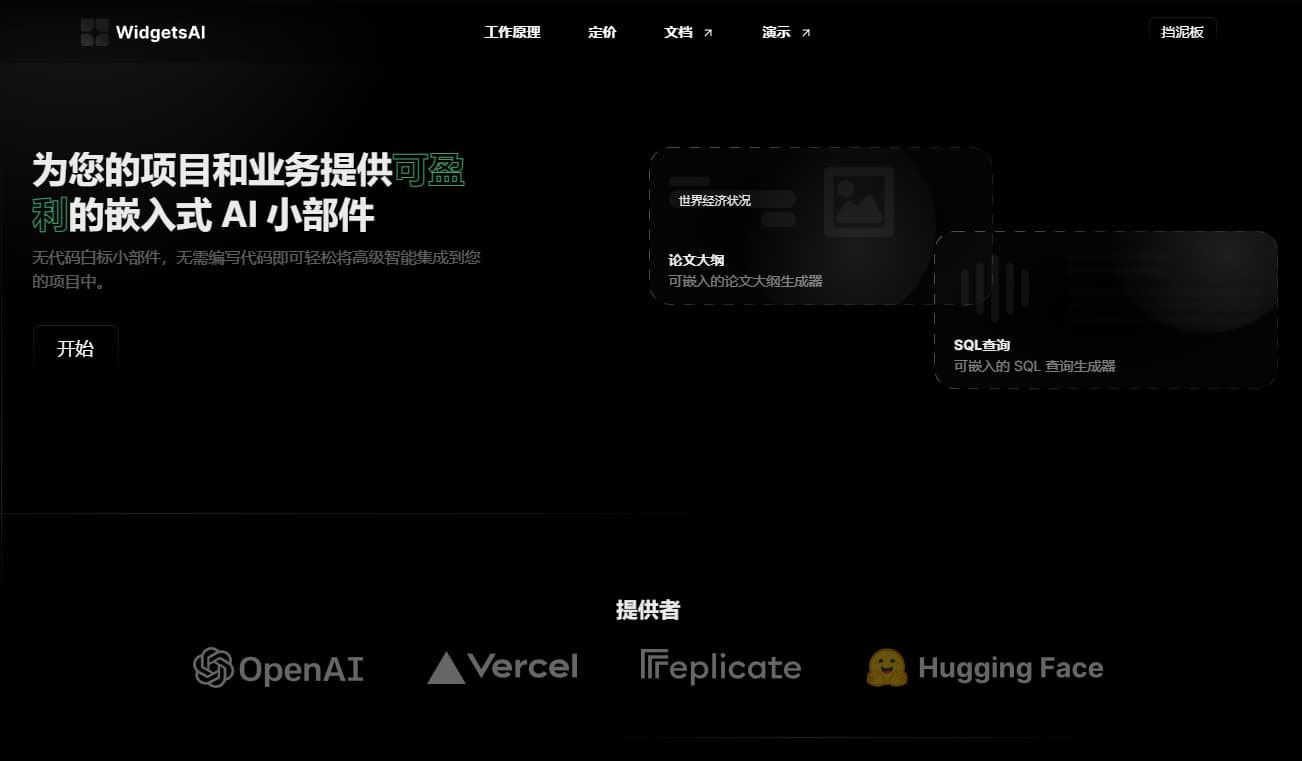 WidgetsAI
工作原理
定价
文档
演示
挡泥板
为您的项目和业务提供可盈
利的嵌入式 AI 小部件
无代码白标小部件，无需编写代码即可轻松将高级智能集成到您
的项目中。
开始
世界经济状况
论文大纲
可嵌入的论文大纲生成器
SQL查询
可嵌入的 SQL 查询生成器
提供者
OpenAI
Vercel
Replicate
Hugging Face